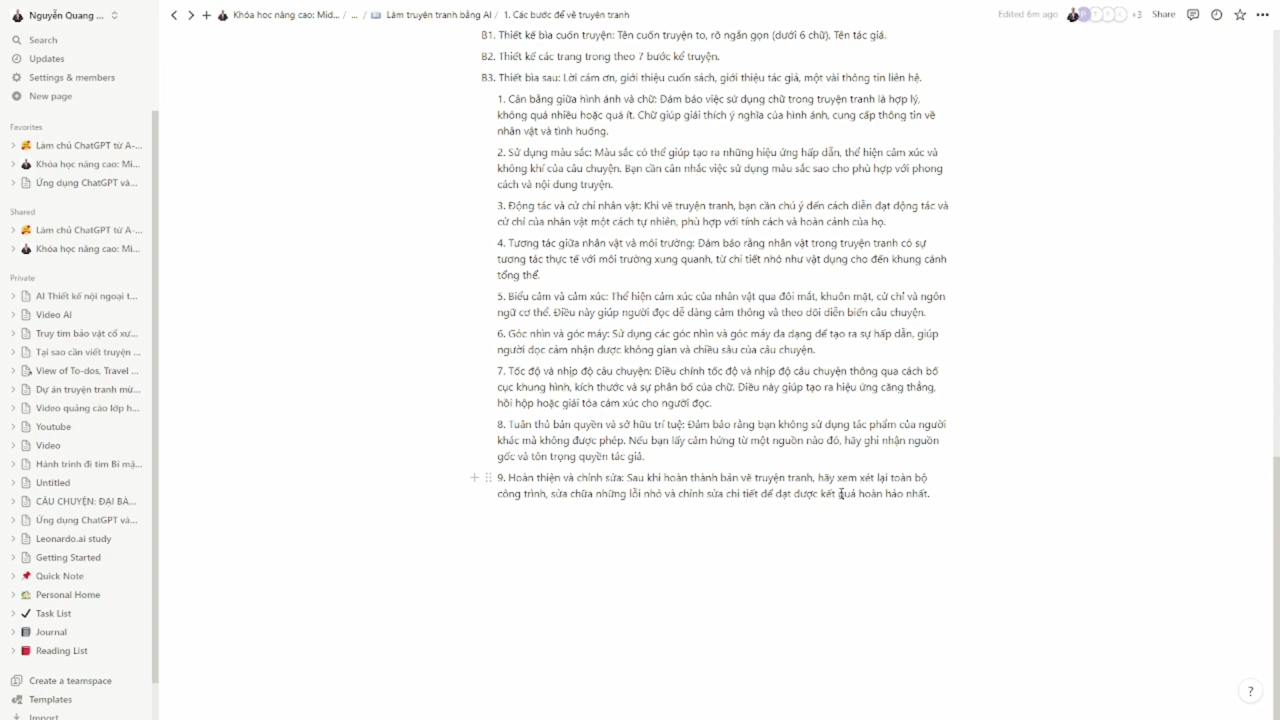 Nguyễn Quang ...
Search
Updates
Settings & members
New page
Favorites
Làm chủ ChatGPT từ A-...
Khóa học nâng cao: Mi...
Ứng dụng ChatGPT và...
Shared
Làm chủ ChatGPT từ A-...
Khóa học nâng cao: Mi...
Private
AI Thiết kế nội ngoại t...
Video AI
Truy tìm bảo vật cổ xư...
Tại sao cần viết truyện ...
View of To-dos, Travel ...
Dự án truyện tranh mừ...
Video quảng cáo lớp h...
Youtube
Video
Hành trình đi tìm Bí mậ...
Untitled
CÂU CHUYỆN: ĐẠI BÀ...
Ứng dụng ChatGPT và...
Leonardo.ai study
Getting Started
Quick Note
Personal Home
Task List
Journal
Reading List
Create a teamspace
Templates
Import
Khóa học nâng cao: Mid... / ... / Làm truyện tranh bằng AI / 1. Các bước để vẽ truyện tranh
Edited 6m ago
+3
Share
B1. Thiết kế bìa cuốn truyện: Tên cuốn truyện to, rõ ngắn gọn (dưới 6 chữ), Tên tác giả.
B2. Thiết kế các trang trong theo 7 bước kể truyện.
B3. Thiết bìa sau: Lời cảm ơn, giới thiệu cuốn sách, giới thiệu tác giả, một vài thông tin liên hệ.
1. Cân bằng giữa hình ảnh và chữ: Đảm bảo việc sử dụng chữ trong truyện tranh là hợp lý,
không quá nhiều hoặc quá ít. Chữ giúp giải thích ý nghĩa của hình ảnh, cung cấp thông tin về
nhân vật và tình huống.
2. Sử dụng màu sắc: Màu sắc có thể giúp tạo ra những hiệu ứng hấp dẫn, thể hiện cảm xúc và
không khí của câu chuyện. Bạn cần cân nhắc việc sử dụng màu sắc sao cho phù hợp với phong
cách và nội dung truyện.
3. Động tác và cử chỉ nhân vật: Khi vẽ truyện tranh, bạn cần chú ý đến cách diễn đạt động tác và
cử chỉ của nhân vật một cách tự nhiên, phù hợp với tính cách và hoàn cảnh của họ.
4. Tương tác giữa nhân vật và môi trường: Đảm bảo rằng nhân vật trong truyện tranh có sự
tương tác thực tế với môi trường xung quanh, từ chi tiết nhỏ như vật dụng cho đến khung cảnh
tổng thể.
5. Biểu cảm và cảm xúc: Thể hiện cảm xúc của nhân vật qua đôi mắt, khuôn mặt, cử chỉ và ngôn
ngữ cơ thể. Điều này giúp người đọc dễ dàng cảm thông và theo dõi diễn biến câu chuyện.
6. Góc nhìn và góc máy: Sử dụng các góc nhìn và góc máy đa dạng để tạo ra sự hấp dẫn, giúp
người đọc cảm nhận được không gian và chiều sâu của câu chuyện.
7. Tốc độ và nhịp độ câu chuyện: Điều chỉnh tốc độ và nhịp độ câu chuyện thông qua cách bố
cục khung hình, kích thước và sự phân bố của chữ. Điều này giúp tạo ra hiệu ứng căng thẳng,
hồi hộp hoặc giải tỏa cảm xúc cho người đọc.
8. Tuân thủ bản quyền và sở hữu trí tuệ: Đảm bảo rằng bạn không sử dụng tác phẩm của người
khác mà không được phép. Nếu bạn lấy cảm hứng từ một nguồn nào đó, hãy ghi nhận nguồn
gốc và tôn trọng quyền tác giả.
9. Hoàn thiện và chỉnh sửa: Sau khi hoàn thành bản vẽ truyện tranh, hãy xem xét lại toàn bộ
công trình, sửa chữa những lỗi nhỏ và chỉnh sửa chi tiết để đạt được kết quả hoàn hảo nhất.
?